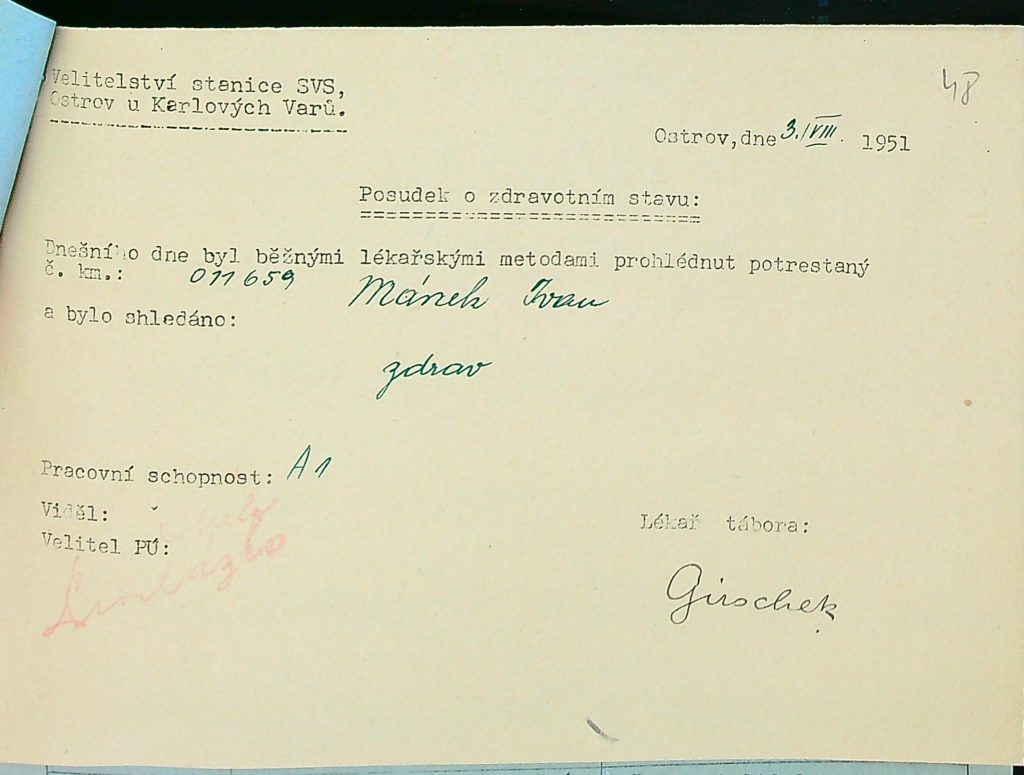 48
Velitelství stanice SVS,
Ostrov u Karlových Varů.
Ostrov,dne 3./VIII. 1951
Posudek o zdravotním stavu:
Dnešního dne byl běžnými lékařskými metodami prohlédnut potrestaný
č. km.: 011659 Mánek Ivan
a bylo shledáno:
zdrav
Pracovní schopnost: A1
Viděl:
Velitel PÚ:
Lékař tábora:
Girschek